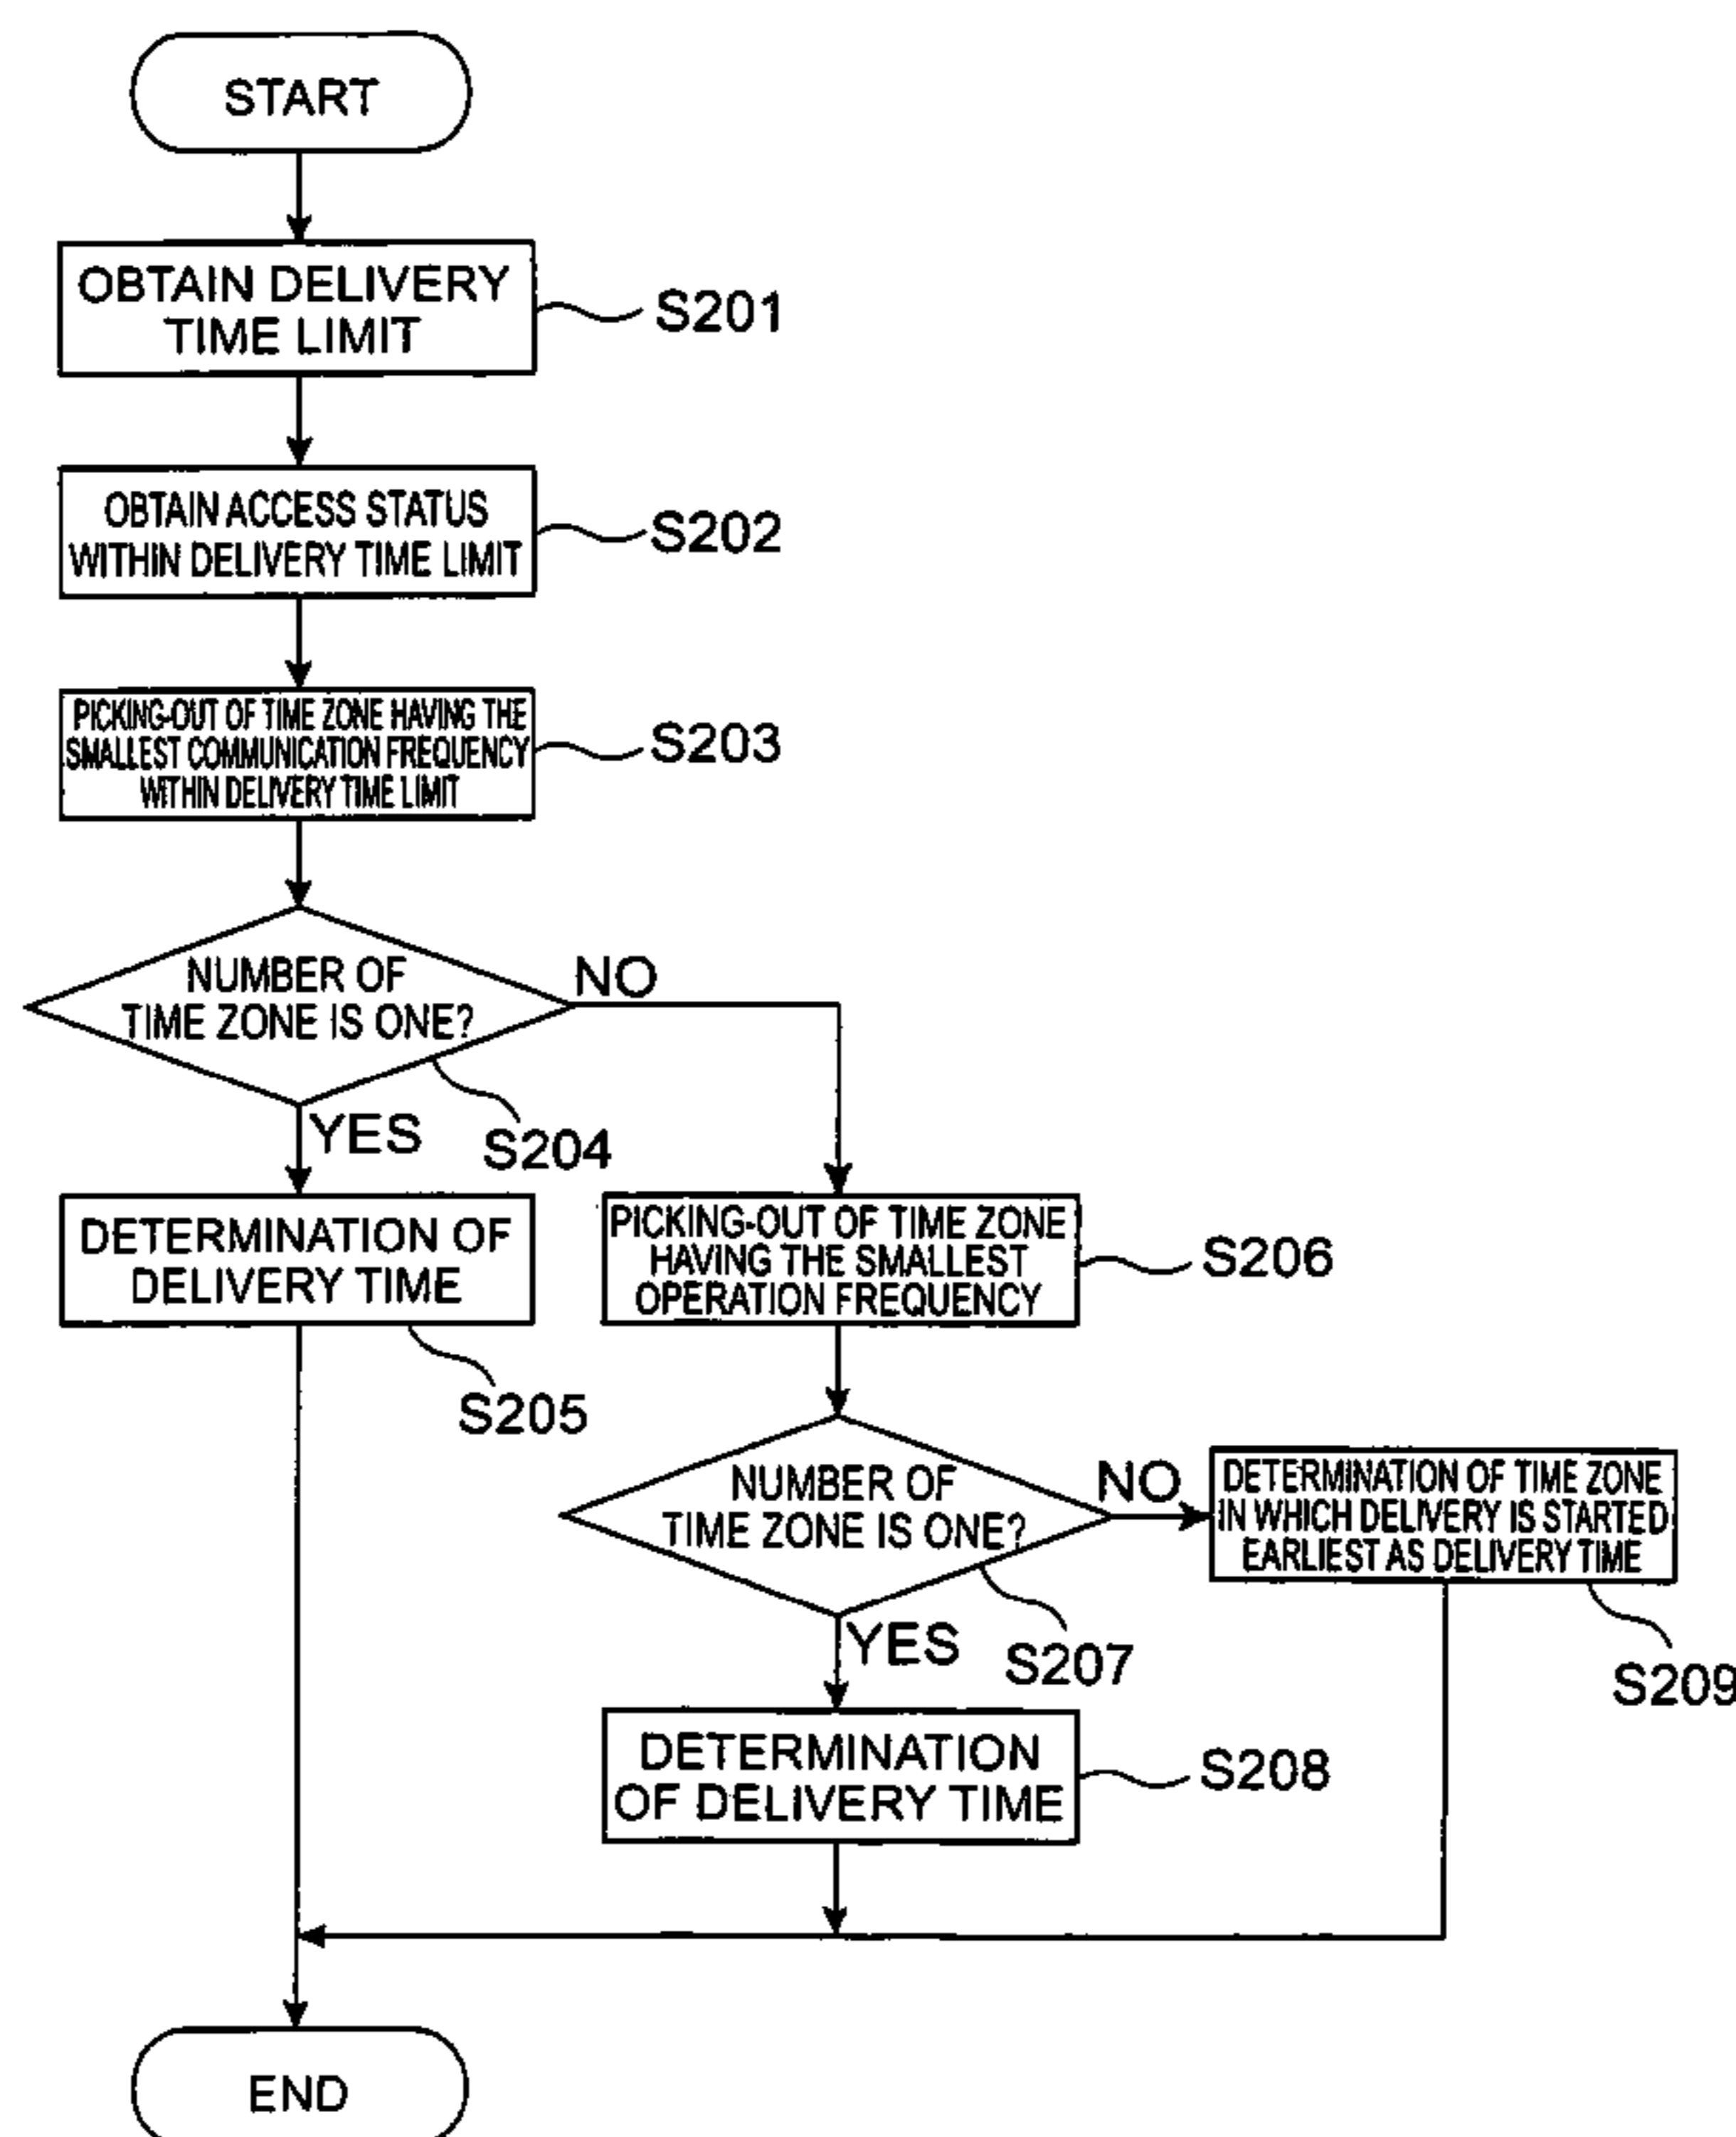 START
OBTAIN DELIVERY
TIME LIMIT
S201
OBTAIN ACCESS STATUS
WITHIN DELIVERY TIME LIMIT
S202
PICKING-OUT OF TIME ZONE HAVING THE
SMALLEST COMMUNICATION FREQUENCY
WITHIN DELIVERY TIME LIMIT
S203
NUMBER OF
TIME ZONE IS ONE?
NO
YES
S204
DETERMINATION OF
DELIVERY TIME
S205
PICKING-OUT OF TIME ZONE
HAVING THE SMALLEST
OPERATION FREQUENCY
S206
NUMBER OF
TIME ZONE IS ONE?
NO
YES
S207
DETERMINATION OF TIME ZONE
IN WHICH DELIVERY IS STARTED
EARLIEST AS DELIVERY TIME
S209
DETERMINATION
OF DELIVERY TIME
S208
END